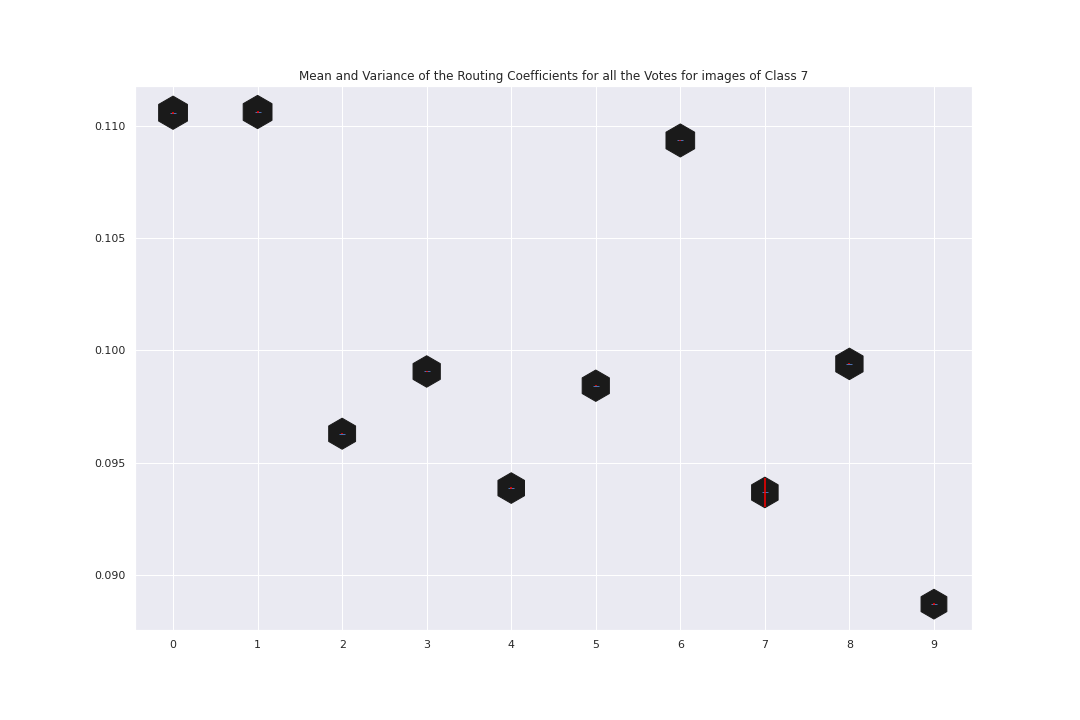 Mean and Variance of the Routing Coefficients for all the Votes for images of Class 7
0.110
0.105
0.100
0.095
0.090
0 1 2 3 4 5 6 7 8 9